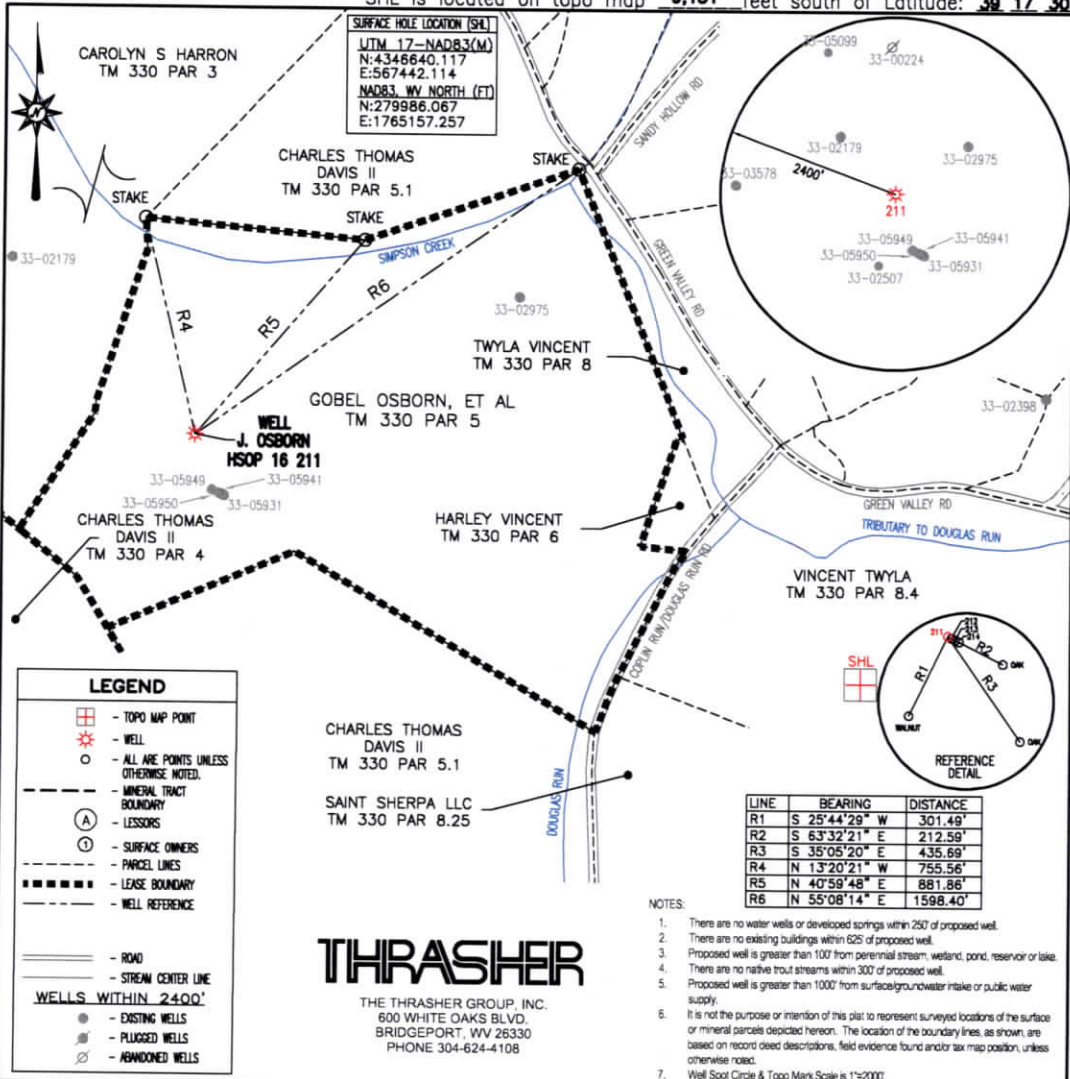 SHL is located on topo map 9,151 feet south of Latitude: 39 17 30
SURFACE HOLE LOCATION (SHL)
UTM 17-NAD83(M)
N:4346640.117
E:567442.114
NAD83, WV NORTH (FT)
N:279986.067
E:1765157.257
CAROLYN S HARRON
TM 330 PAR 3
N
CHARLES THOMAS
DAVIS II
TM 330 PAR 5.1
STAKE
STAKE
STAKE
SIMPSON CREEK
SANDY HOLLOW RD
GREEN VALLEY RD
33-05099
33-00224
33-02179
33-02975
33-03578
2400'
211
33-05949
33-05941
33-05950
33-05931
33-02507
33-02179
R4
R5
R6
33-02975
TWYLA VINCENT
TM 330 PAR 8
GOBEL OSBORN, ET AL
TM 330 PAR 5
WELL
J. OSBORN
HSOP 16 211
33-02398
33-05949
33-05941
33-05950
33-05931
CHARLES THOMAS
DAVIS II
TM 330 PAR 4
HARLEY VINCENT
TM 330 PAR 6
GREEN VALLEY RD
TRIBUTARY TO DOUGLAS RUN
COPLIN RUN/DOUGLAS RUN RD
VINCENT TWYLA
TM 330 PAR 8.4
SHL
211
212
213
214
R2
OAK
R1
R3
WALNUT
OAK
REFERENCE
DETAIL
CHARLES THOMAS
DAVIS II
TM 330 PAR 5.1
SAINT SHERPA LLC
TM 330 PAR 8.25
DOUGLAS RUN
LEGEND
- TOPO MAP POINT
- WELL
- ALL ARE POINTS UNLESS
OTHERWISE NOTED.
- MINERAL TRACT
BOUNDARY
A - LESSORS
1 - SURFACE OWNERS
- PARCEL LINES
- LEASE BOUNDARY
- WELL REFERENCE
- ROAD
- STREAM CENTER LINE
WELLS WITHIN 2400'
- EXISTING WELLS
- PLUGGED WELLS
- ABANDONED WELLS
LINE BEARING DISTANCE
R1 S 25°44'29" W 301.49'
R2 S 63°32'21" E 212.59'
R3 S 35°05'20" E 435.69'
R4 N 13°20'21" W 755.56'
R5 N 40°59'48" E 881.86'
R6 N 55°08'14" E 1598.40'
THRASHER
THE THRASHER GROUP, INC.
600 WHITE OAKS BLVD.
BRIDGEPORT, WV 26330
PHONE 304-624-4108
NOTES:
1. There are no water wells or developed springs within 250' of proposed well.
2. There are no existing buildings within 625' of proposed well.
3. Proposed well is greater than 100' from perennial stream, wetland, pond, reservoir or lake.
4. There are no native trout streams within 300' of proposed well.
5. Proposed well is greater than 1000' from surface/groundwater intake or public water
supply.
6. It is not the purpose or intention of this plat to represent surveyed locations of the surface
or mineral parcels depicted hereon. The location of the boundary lines, as shown, are
based on record deed descriptions, field evidence found and/or tax map position, unless
otherwise noted.
7. Well Spot Circle & Topo Mark Scale is 1"=2000'